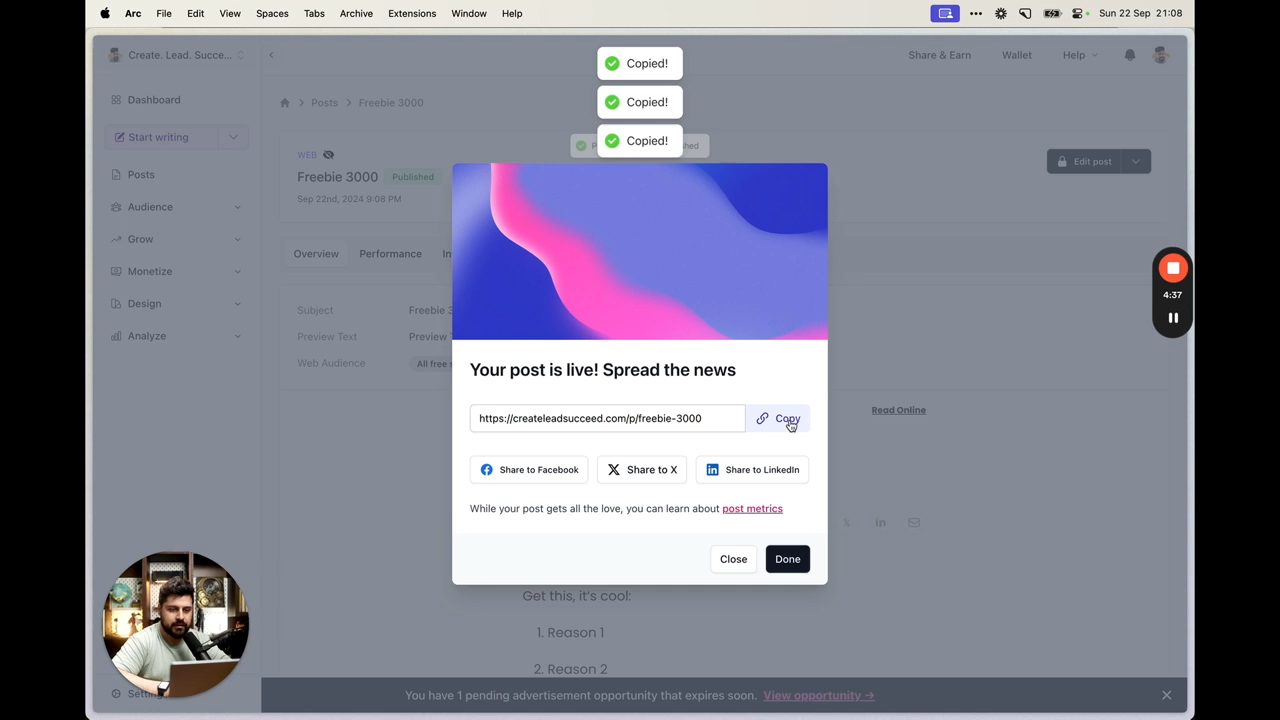 Arc File Edit View Spaces Tabs Archive Extensions Window Help Sun 22 Sep 21:08
Create. Lead. Succe... Share & Earn Wallet Help
Copied!
Copied!
Copied!
Dashboard
Posts Freebie 3000
Start writing
WEB
Freebie 3000 Published
Edit post
Sep 22nd, 2024 9:08 PM
Posts
Audience
Grow
Monetize
Design
Analyze
Overview Performance
Subject Freebie 3
Preview Text Preview
Web Audience All free
Your post is live! Spread the news
https://createleadsucceed.com/p/freebie-3000 Copy
Read Online
Share to Facebook Share to X Share to LinkedIn
While your post gets all the love, you can learn about post metrics
Close Done
4:37
Get this, it's cool:
1. Reason 1
2. Reason 2
You have 1 pending advertisement opportunity that expires soon. View opportunity →